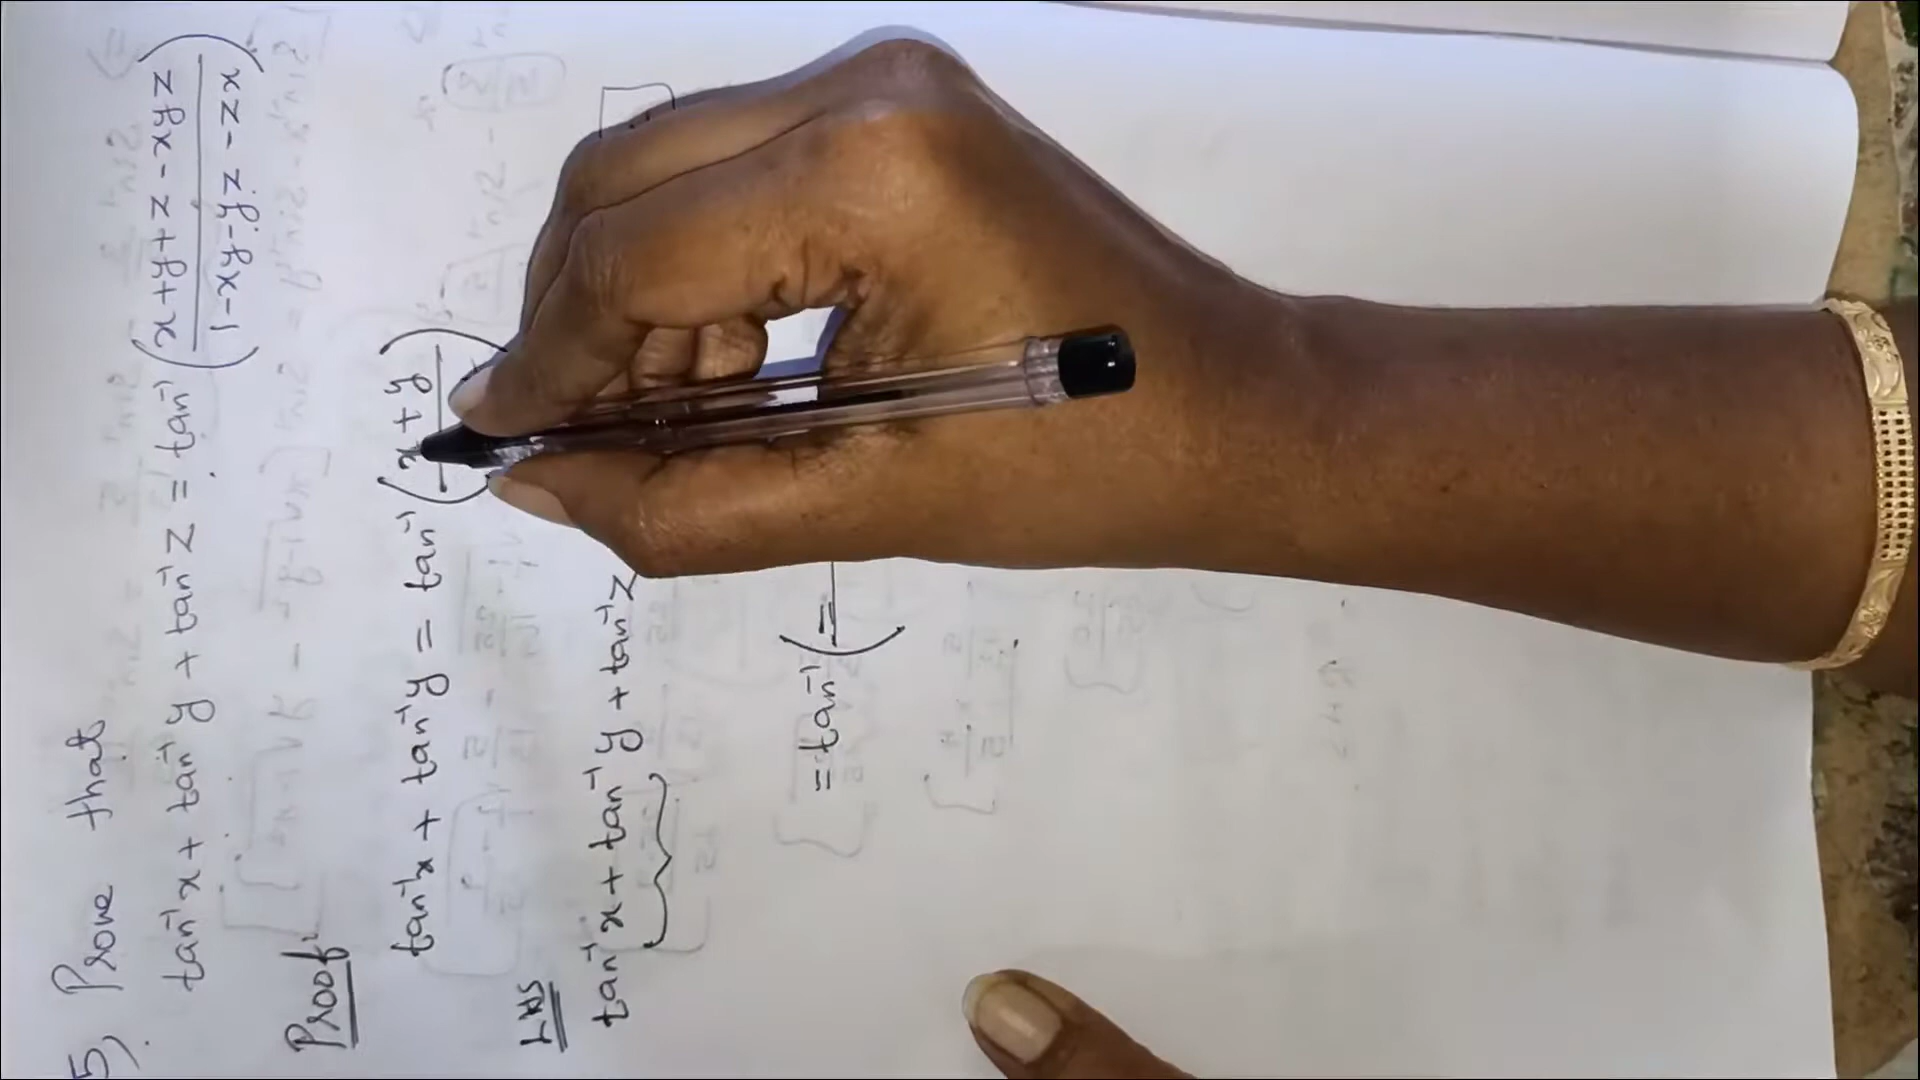 5, Prove that
tan⁻¹x + tan⁻¹y + tan⁻¹z = tan⁻¹(x+y+z-xyz / 1-xy-yz-xz)
Proof
tan⁻¹x + tan⁻¹y = tan⁻¹(x+y
LHS
tan⁻¹x + tan⁻¹y + tan⁻¹z
= tan⁻¹(=